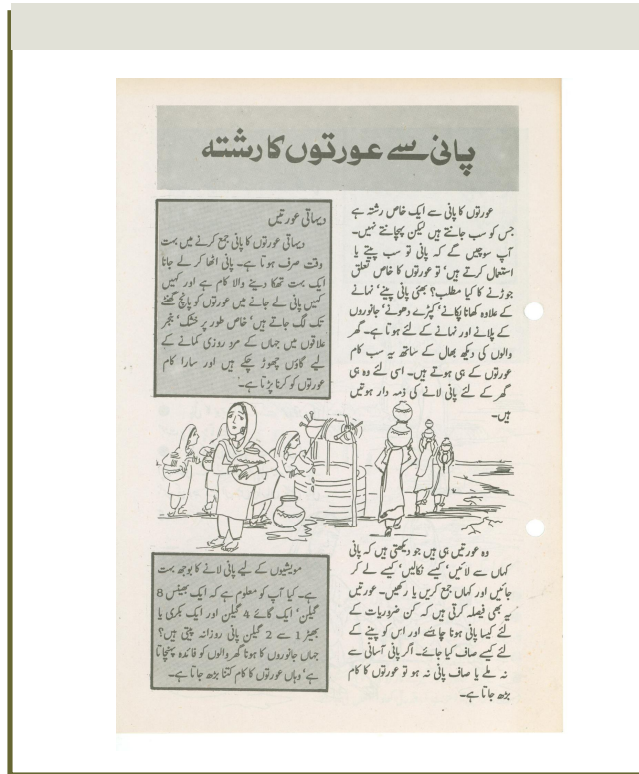 پانی سے عورتوں کا رشتہ
عورتوں کا پانی سے ایک خاص رشتہ ہے
جس کو سب جانتے ہیں لیکن پہچانتے نہیں۔
آپ سوچیں گے کہ پانی تو سب پیتے یا
استعمال کرتے ہیں' تو عورتوں کا خاص تعلق
جوڑنے کا کیا مطلب؟ بھئی پانی پینے' نہانے
کے علاوہ کھانا پکانے' کپڑے دھونے' جانوروں
کے پلانے اور نہانے کے لئے ہوتا ہے۔ گھر
والوں کی دیکھ بھال کے ساتھ یہ سب کام
عورتوں کے ہی ہوتے ہیں۔ اسی لئے وہ ہی
گھر کے لئے پانی لانے کی ذمہ دار ہوتیں
ہیں۔
دیہاتی عورتیں
دیہاتی عورتوں کا پانی جمع کرنے میں بہت
وقت صرف ہوتا ہے۔ پانی اٹھا کر لے جانا
ایک بہت تھکا دینے والا کام ہے اور کہیں
کہیں پانی لے جانے میں عورتوں کو پانچ گھنٹے
تک لگ جاتے ہیں' خاص طور پر خشک' بنجر
علاقوں میں جہاں کے مرد روزی کمانے کے
لیے گاؤں چھوڑ چکے ہیں اور سارا کام
عورتوں کو کرنا پڑتا ہے۔
وہ عورتیں ہی ہیں جو دیکھتی ہیں کہ پانی
کہاں سے لائیں' کیسے نکالیں' کیسے لے کر
جائیں اور کہاں جمع کریں یا رکھیں۔ عورتیں
یہ بھی فیصلہ کرتی ہیں کہ کن ضروریات کے
لئے کیسا پانی ہونا چاہئے اور اس کو پینے کے
لئے کیسے صاف کیا جائے۔ اگر پانی آسانی سے
نہ ملے یا صاف پانی نہ ہو تو عورتوں کا کام
بڑھ جاتا ہے۔
مویشیوں کے لیے پانی لانے کا بوجھ بہت
ہے۔ کیا آپ کو معلوم ہے کہ ایک بھینس 8
گیلن' ایک گائے 4 گیلن اور ایک بکری یا
بھیڑ 1 سے 2 گیلن پانی روزانہ پیتی ہیں؟
جہاں جانوروں کا ہونا گھر والوں کو فائدہ پہنچاتا
ہے' وہاں عورتوں کا کام کتنا بڑھ جاتا ہے۔